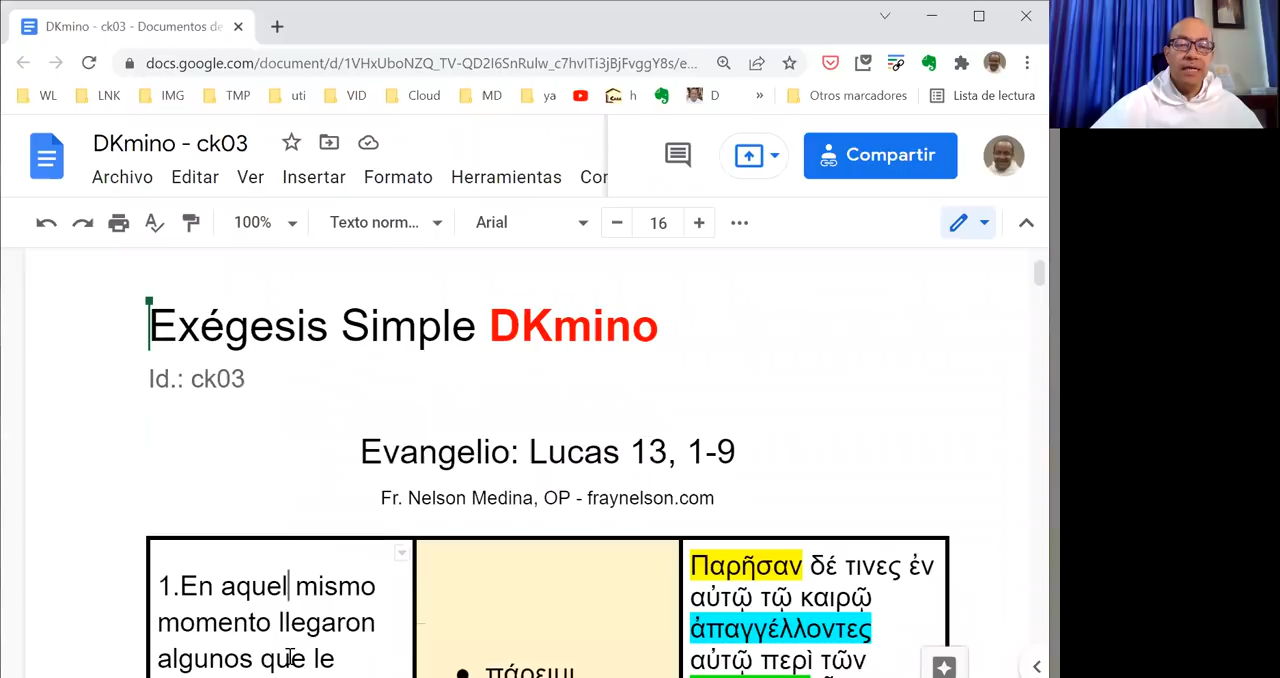 DKmino - ck03 - Documentos de
docs.google.com/document/d/1VHxUboNZQ_TV-QD2I6SnRulw_c7hvITi3jBjFvggY8s/e...
WL LNK IMG TMP uti VID Cloud MD ya h D » Otros marcadores Lista de lectura
DKmino - ck03
Compartir
Archivo Editar Ver Insertar Formato Herramientas Con
100% Texto norm... Arial 16
Exégesis Simple DKmino
Id.: ck03
Evangelio: Lucas 13, 1-9
Fr. Nelson Medina, OP - fraynelson.com
1.En aquel mismo
momento llegaron
algunos que le
πάρειμι
Παρῆσαν δέ τινες ἐν
αὐτῷ τῷ καιρῷ
ἀπαγγέλλοντες
αὐτῷ περὶ τῶν